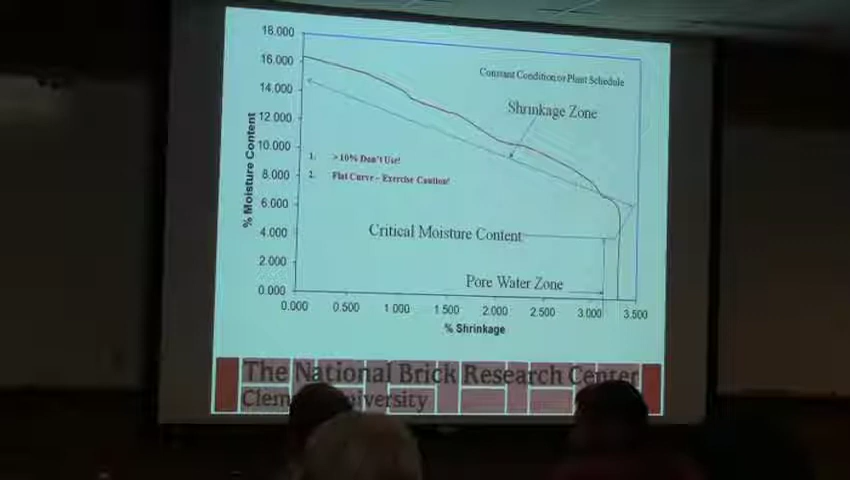 18.000
16.000
14.000
12.000
10.000
8.000
6.000
4.000
2.000
0.000
% Moisture Content
Constant Condition or Plant Schedule
Shrinkage Zone
1. >10% Don't Use!
2. Flat Curve - Exercise Caution!
Critical Moisture Content
Pore Water Zone
0.000 0.500 1.000 1.500 2.000 2.500 3.000 3.500
% Shrinkage
The National Brick Research Center